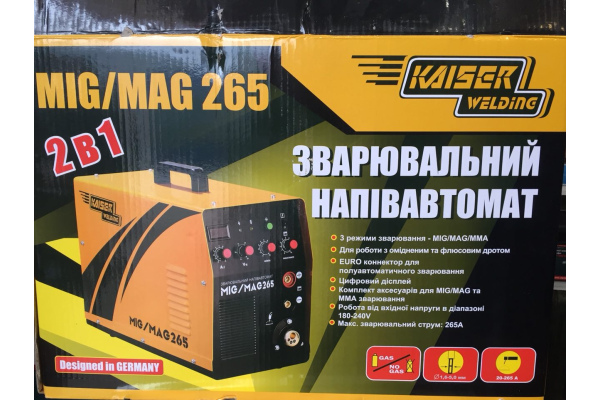 MIG/MAG 265
KAISER
WELDING
2 В 1
ЗВАРЮВАЛЬНИЙ
НАПІВАВТОМАТ
KAISER
WELDING
MIG/MAG265
MIG/MAG265
3 режими зварювання - MIG/MAG/MMA
Для роботи з омідненим та флюсовим дротом
EURO коннектор для
полуавтоматичного зварювання
Цифровий дісплей
Комплект аксесуарів для MIG/MAG та
MMA зварювання
Робота від вхідної напруги в діапазоні
180-240V
Макс. зварювальний струм: 265А
Designed in GERMANY
GAS
NO
GAS
20-265 A